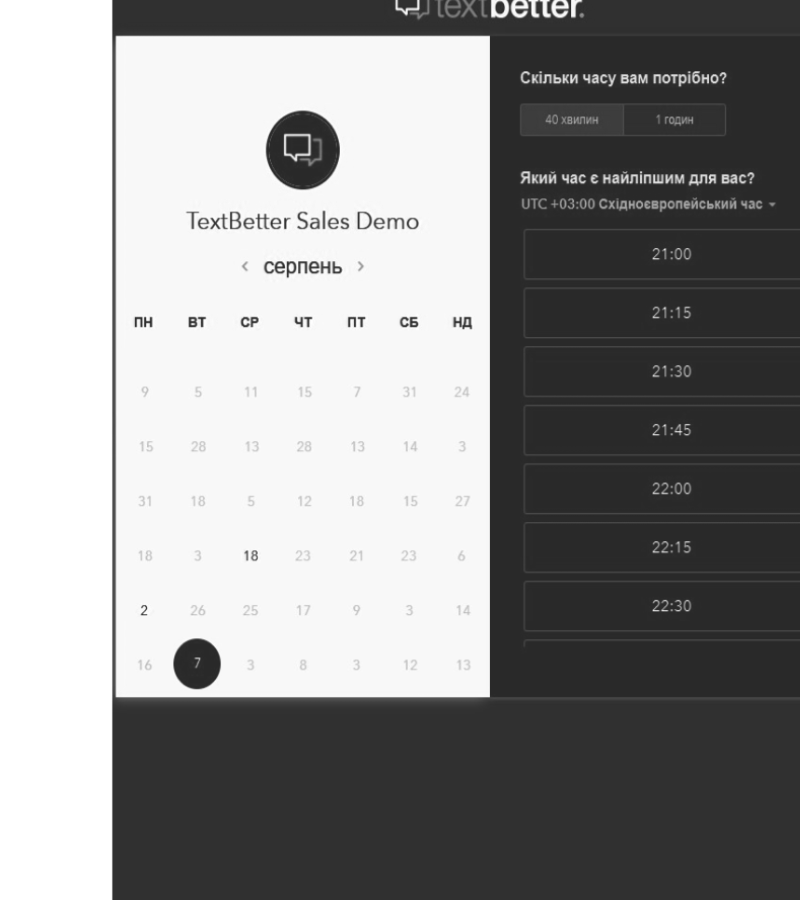 textbetter.
TextBetter Sales Demo
‹ серпень ›
ПН ВТ СР ЧТ ПТ СБ НД
9 5 11 15 7 31 24
15 28 13 28 13 14 3
31 18 5 12 18 15 27
18 3 18 23 21 23 6
2 26 25 17 9 3 14
16 7 3 8 3 12 13
Скільки часу вам потрібно?
40 хвилин 1 годин
Який час є найліпшим для вас?
UTC +03:00 Східноєвропейський час
21:00
21:15
21:30
21:45
22:00
22:15
22:30